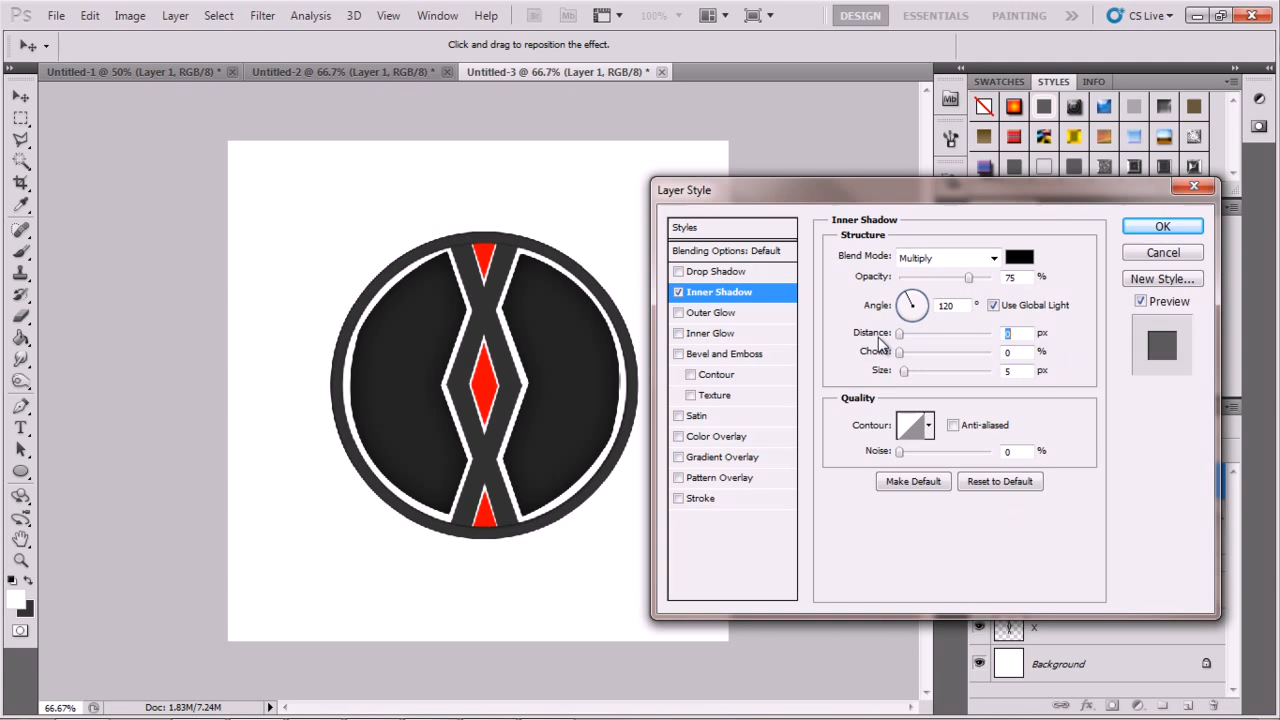 Ps File Edit Image Layer Select Filter Analysis 3D View Window Help Br Mb 100% DESIGN ESSENTIALS PAINTING CS Live
Click and drag to reposition the effect.
Untitled-1 @ 50% (Layer 1, RGB/8) * Untitled-2 @ 66.7% (Layer 1, RGB/8) * Untitled-3 @ 66.7% (Layer 1, RGB/8) *
SWATCHES STYLES INFO
Mb
Layer Style
Styles
Blending Options: Default
Drop Shadow
Inner Shadow
Outer Glow
Inner Glow
Bevel and Emboss
Contour
Texture
Satin
Color Overlay
Gradient Overlay
Pattern Overlay
Stroke
Inner Shadow
Structure
Blend Mode: Multiply
Opacity: 75 %
Angle: 120 ° Use Global Light
Distance: 0 px
Choke: 0 %
Size: 5 px
Quality
Contour: Anti-aliased
Noise: 0 %
Make Default Reset to Default
OK
Cancel
New Style...
Preview
T
X
Background
66.67% Doc: 1.83M/7.24M
fx